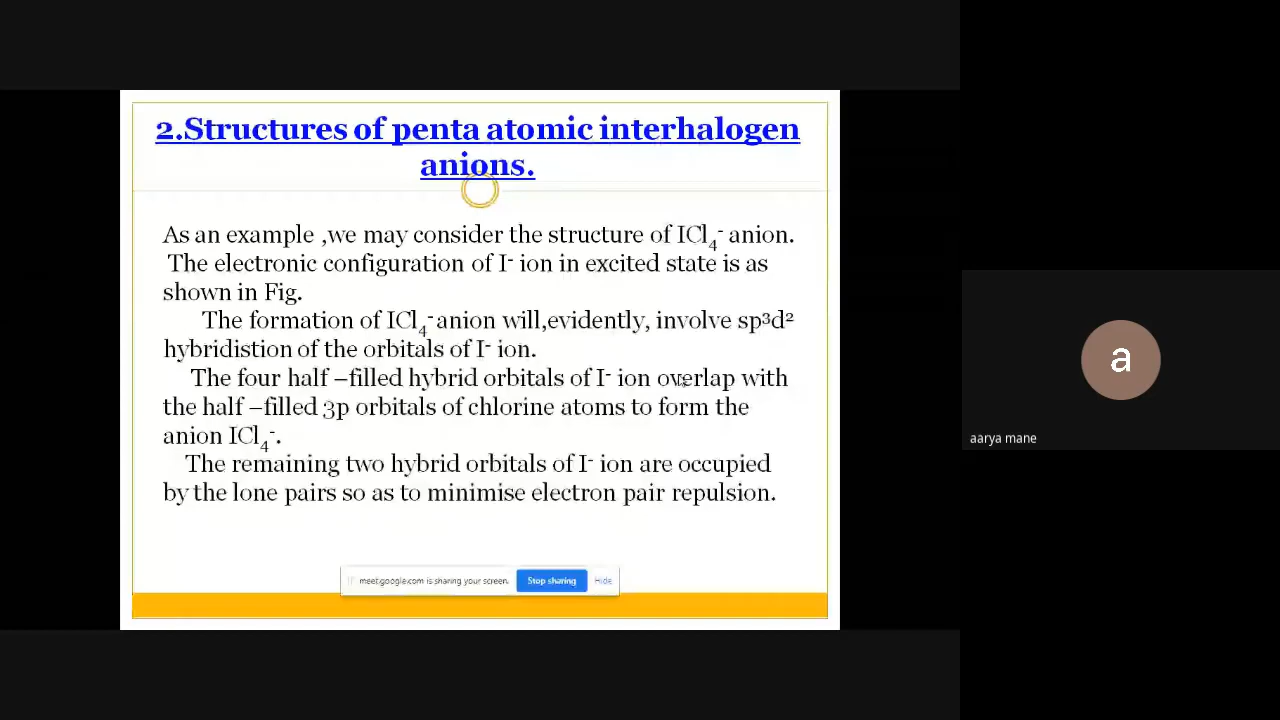 2.Structures of penta atomic interhalogen
anions.
As an example ,we may consider the structure of ICl₄⁻ anion.
The electronic configuration of I⁻ ion in excited state is as
shown in Fig.
The formation of ICl₄⁻ anion will,evidently, involve sp³d²
hybridistion of the orbitals of I⁻ ion.
The four half –filled hybrid orbitals of I⁻ ion overlap with
the half –filled 3p orbitals of chlorine atoms to form the
anion ICl₄⁻.
The remaining two hybrid orbitals of I⁻ ion are occupied
by the lone pairs so as to minimise electron pair repulsion.
meet.google.com is sharing your screen. Stop sharing Hide
a
aarya mane